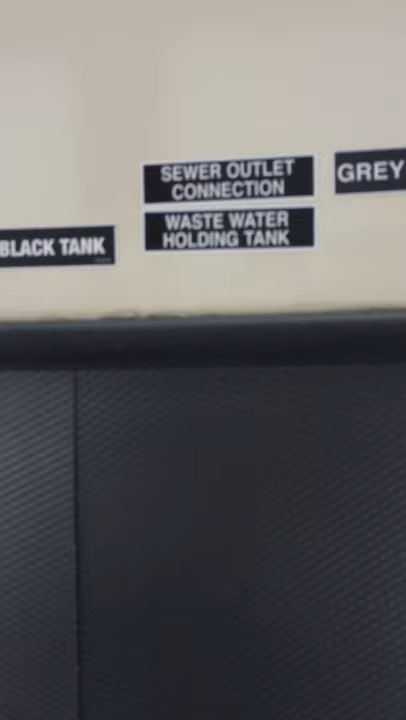 SEWER OUTLET
CONNECTION
GREY
WASTE WATER
HOLDING TANK
BLACK TANK